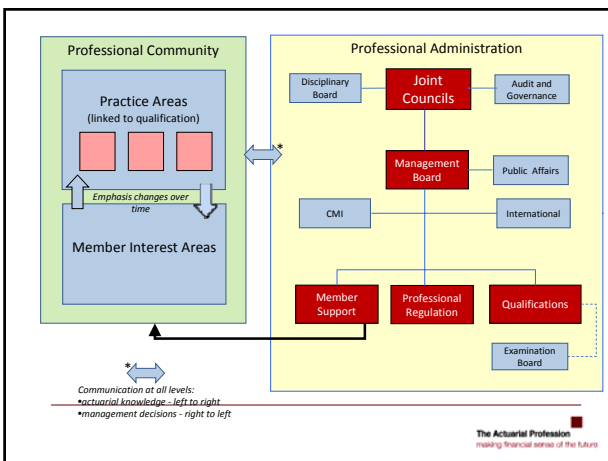 Professional Community
Practice Areas
(linked to qualification)
Emphasis changes over
time
Member Interest Areas
*
Professional Administration
Disciplinary
Board
Joint
Councils
Audit and
Governance
Management
Board
Public Affairs
CMI
International
Member
Support
Professional
Regulation
Qualifications
Examination
Board
*
Communication at all levels:
•actuarial knowledge - left to right
•management decisions - right to left
The Actuarial Profession
making financial sense of the future